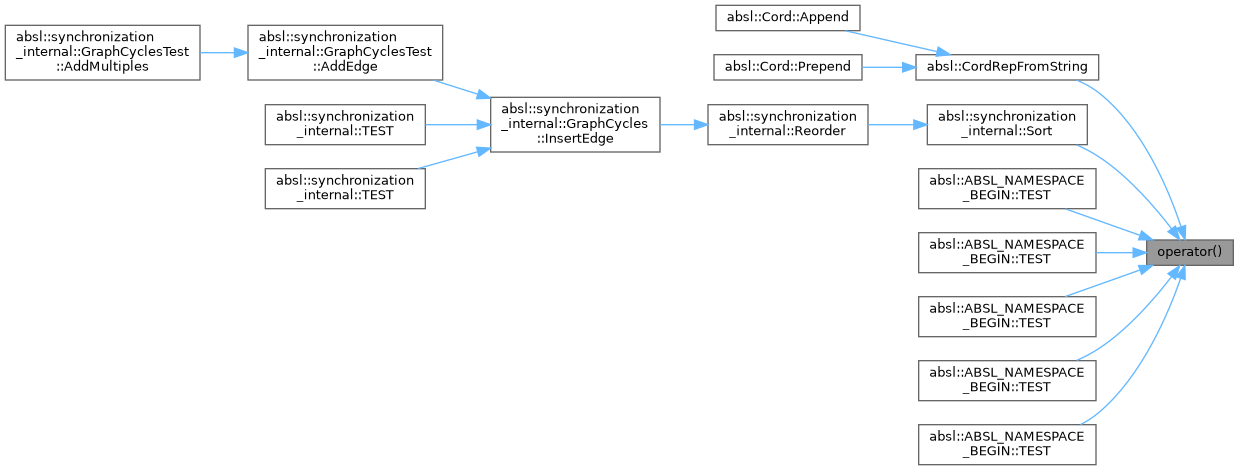 absl::synchronization
_internal::GraphCyclesTest
::AddMultiples
absl::synchronization
_internal::GraphCyclesTest
::AddEdge
absl::synchronization
_internal::TEST
absl::synchronization
_internal::TEST
absl::synchronization
_internal::GraphCycles
::InsertEdge
absl::Cord::Append
absl::Cord::Prepend
absl::synchronization
_internal::Reorder
absl::CordRepFromString
absl::synchronization
_internal::Sort
absl::ABSL_NAMESPACE
_BEGIN::TEST
absl::ABSL_NAMESPACE
_BEGIN::TEST
absl::ABSL_NAMESPACE
_BEGIN::TEST
absl::ABSL_NAMESPACE
_BEGIN::TEST
absl::ABSL_NAMESPACE
_BEGIN::TEST
operator()